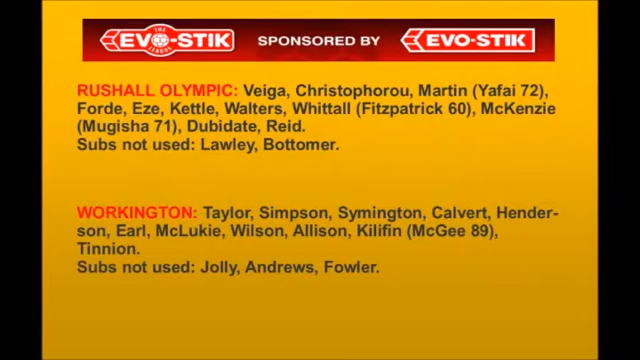 THE EVO-STIK LEAGUE SPONSORED BY EVO-STIK
RUSHALL OLYMPIC: Veiga, Christophorou, Martin (Yafai 72),
Forde, Eze, Kettle, Walters, Whittall (Fitzpatrick 60), McKenzie
(Mugisha 71), Dubidate, Reid.
Subs not used: Lawley, Bottomer.
WORKINGTON: Taylor, Simpson, Symington, Calvert, Hender-
son, Earl, McLukie, Wilson, Allison, Kilifin (McGee 89),
Tinnion.
Subs not used: Jolly, Andrews, Fowler.